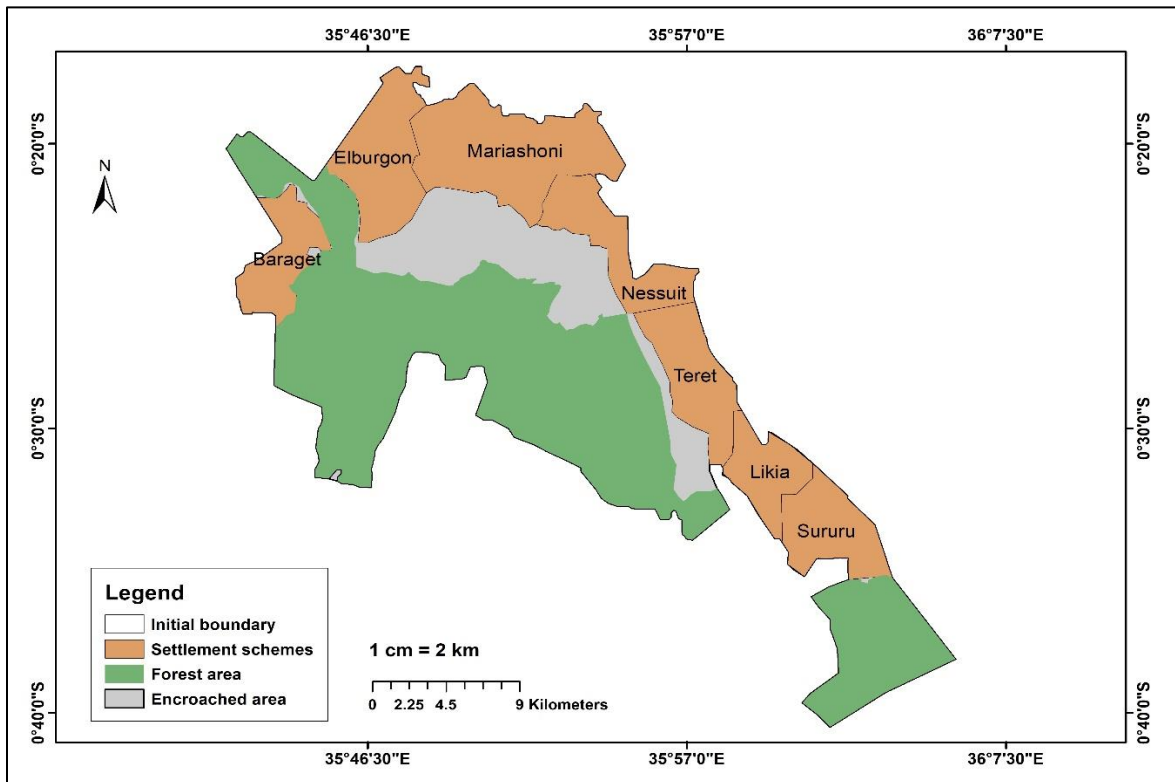 35°46'30"E 35°57'0"E 36°7'30"E
0°20'0"S 0°20'0"S
N
Elburgon
Mariashoni
Baraget
Nessuit
Teret
0°30'0"S 0°30'0"S
Likia
Sururu
Legend
Initial boundary
Settlement schemes
Forest area
Encroached area
1 cm = 2 km
0 2.25 4.5 9 Kilometers
0°40'0"S 0°40'0"S
35°46'30"E 35°57'0"E 36°7'30"E